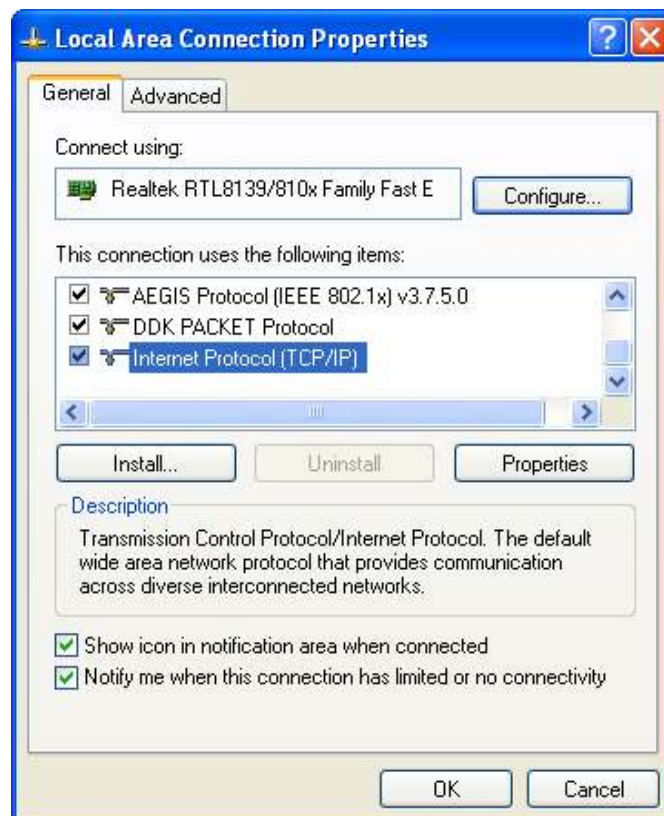 Local Area Connection Properties
General
Advanced
Connect using:
Realtek RTL8139/810x Family Fast E
Configure...
This connection uses the following items:
AEGIS Protocol (IEEE 802.1x) v3.7.5.0
DDK PACKET Protocol
Internet Protocol (TCP/IP)
Install...
Uninstall
Properties
Description
Transmission Control Protocol/Internet Protocol. The default
wide area network protocol that provides communication
across diverse interconnected networks.
Show icon in notification area when connected
Notify me when this connection has limited or no connectivity
OK
Cancel